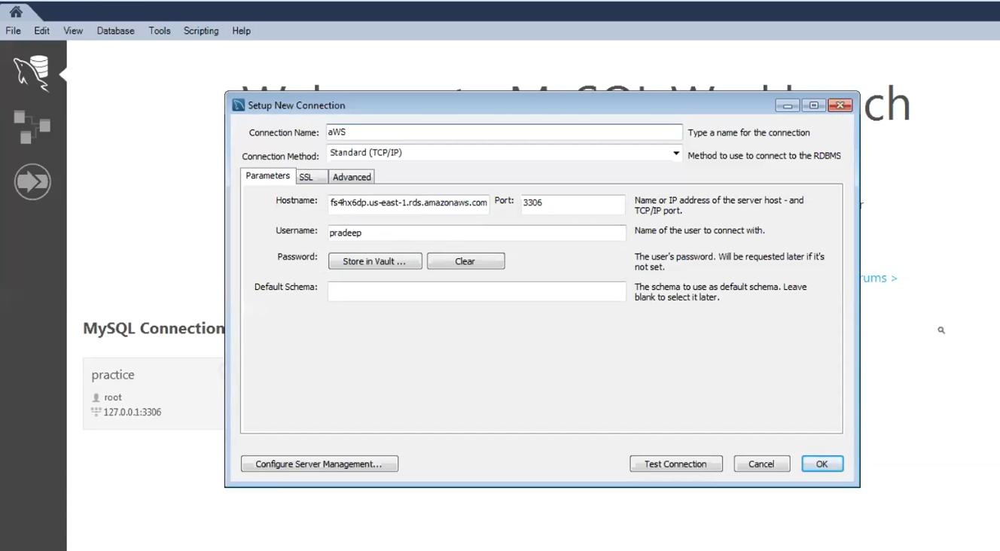 File Edit View Database Tools Scripting Help
ch
Setup New Connection
Connection Name: aWS Type a name for the connection
Connection Method: Standard (TCP/IP) Method to use to connect to the RDBMS
Parameters SSL Advanced
Hostname: fs4hx6dp.us-east-1.rds.amazonaws.com Port: 3306 Name or IP address of the server host - and
TCP/IP port.
Username: pradeep Name of the user to connect with.
Password: Store in Vault ... Clear The user's password. Will be requested later if it's
not set.
rums >
Default Schema: The schema to use as default schema. Leave
blank to select it later.
MySQL Connection
practice
root
127.0.0.1:3306
Configure Server Management... Test Connection Cancel OK